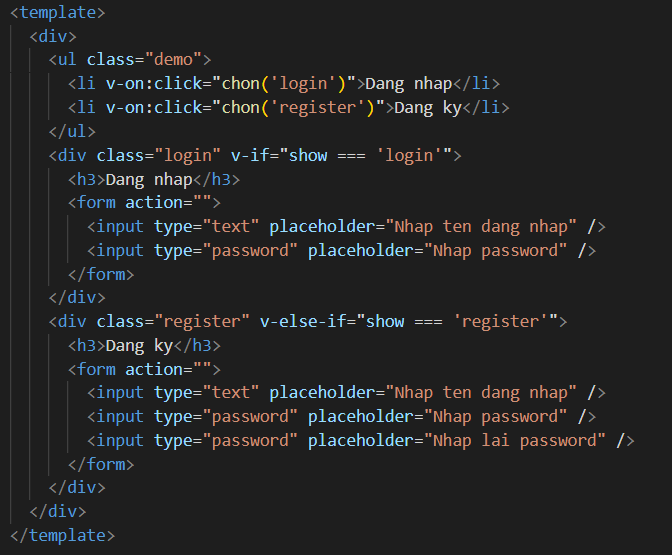 <template>
<div>
<ul class="demo">
<li v-on:click="chon('login')">Dang nhap</li>
<li v-on:click="chon('register')">Dang ky</li>
</ul>
<div class="login" v-if="show === 'login'">
<h3>Dang nhap</h3>
<form action="">
<input type="text" placeholder="Nhap ten dang nhap" />
<input type="password" placeholder="Nhap password" />
</form>
</div>
<div class="register" v-else-if="show === 'register'">
<h3>Dang ky</h3>
<form action="">
<input type="text" placeholder="Nhap ten dang nhap" />
<input type="password" placeholder="Nhap password" />
<input type="password" placeholder="Nhap lai password" />
</form>
</div>
</div>
</template>